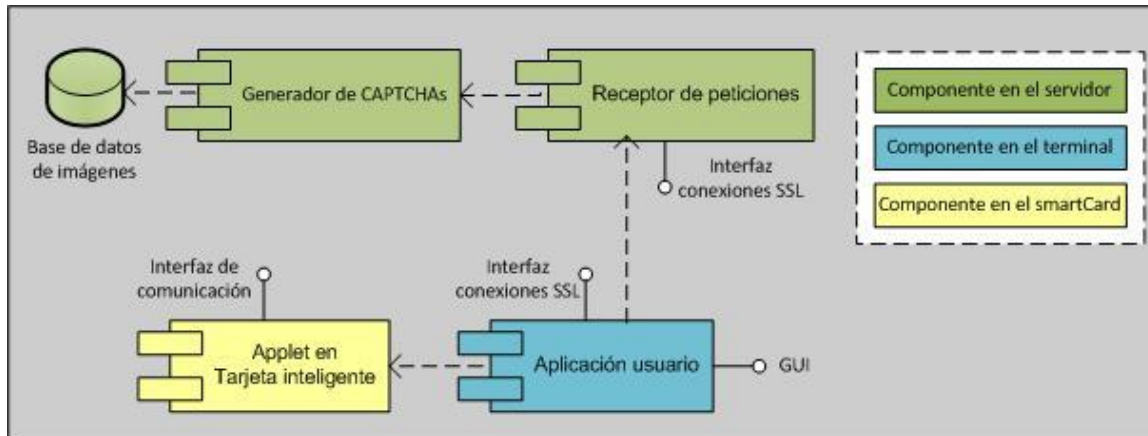 Generador de CAPTCHAs
Receptor de peticiones
Base de datos
de imágenes
Interfaz
conexiones SSL
Componente en el servidor
Componente en el terminal
Componente en el smartCard
Interfaz de
comunicación
Interfaz
conexiones SSL
Applet en
Tarjeta inteligente
Aplicación usuario
GUI